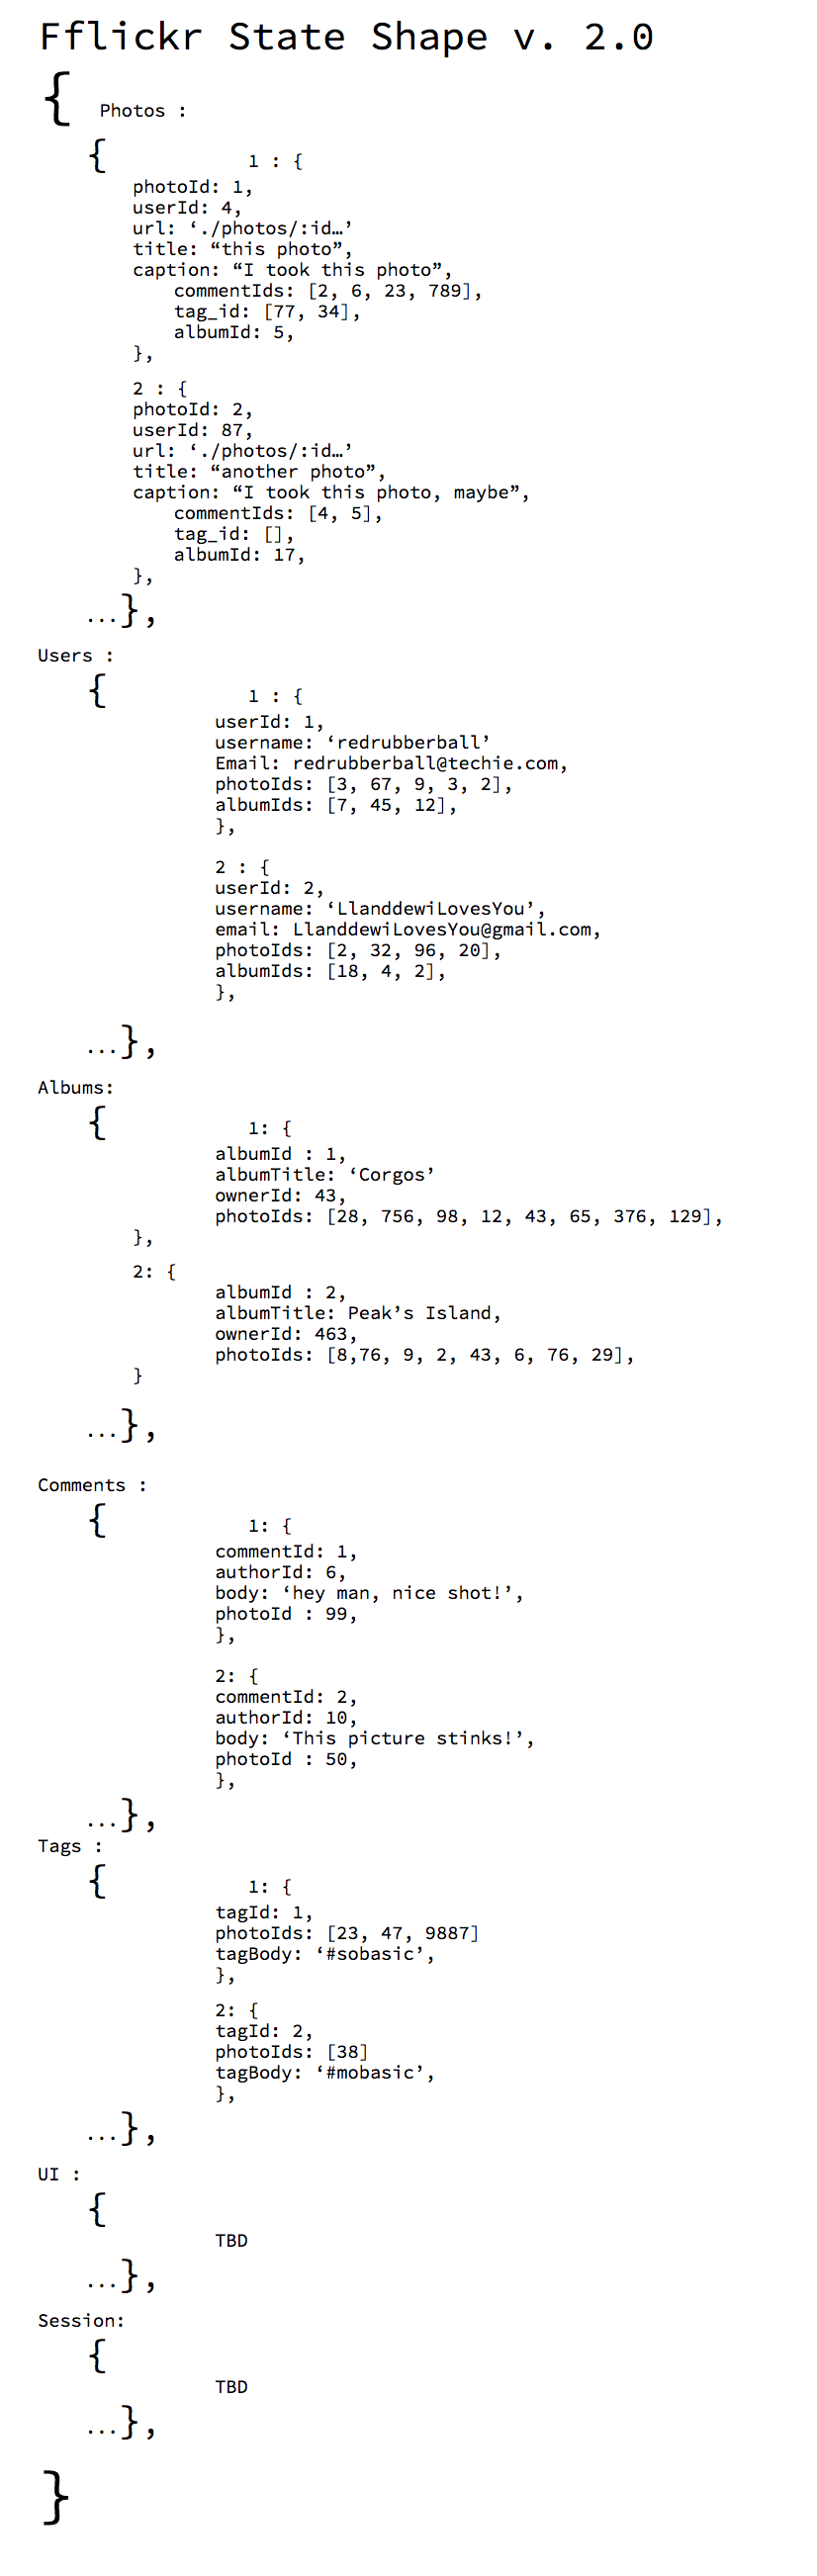 Fflickr State Shape v. 2.0
{ Photos :
{ 1 : {
photoId: 1,
userId: 4,
url: ‘./photos/:id…’
title: “this photo”,
caption: “I took this photo”,
commentIds: [2, 6, 23, 789],
tag_id: [77, 34],
albumId: 5,
},
2 : {
photoId: 2,
userId: 87,
url: ‘./photos/:id…’
title: “another photo”,
caption: “I took this photo, maybe”,
commentIds: [4, 5],
tag_id: [],
albumId: 17,
},
...},
Users :
{ 1 : {
userId: 1,
username: ‘redrubberball’
Email: redrubberball@techie.com,
photoIds: [3, 67, 9, 3, 2],
albumIds: [7, 45, 12],
},
2 : {
userId: 2,
username: ‘LlanddewiLovesYou’,
email: LlanddewiLovesYou@gmail.com,
photoIds: [2, 32, 96, 20],
albumIds: [18, 4, 2],
},
...},
Albums:
{ 1: {
albumId : 1,
albumTitle: ‘Corgos’
ownerId: 43,
photoIds: [28, 756, 98, 12, 43, 65, 376, 129],
},
2: {
albumId : 2,
albumTitle: Peak’s Island,
ownerId: 463,
photoIds: [8,76, 9, 2, 43, 6, 76, 29],
}
...},
Comments :
{ 1: {
commentId: 1,
authorId: 6,
body: ‘hey man, nice shot!’,
photoId : 99,
},
2: {
commentId: 2,
authorId: 10,
body: ‘This picture stinks!’,
photoId : 50,
},
...},
Tags :
{ 1: {
tagId: 1,
photoIds: [23, 47, 9887]
tagBody: ‘#sobasic’,
},
2: {
tagId: 2,
photoIds: [38]
tagBody: ‘#mobasic’,
},
...},
UI :
{
TBD
...},
Session:
{
TBD
...},
}